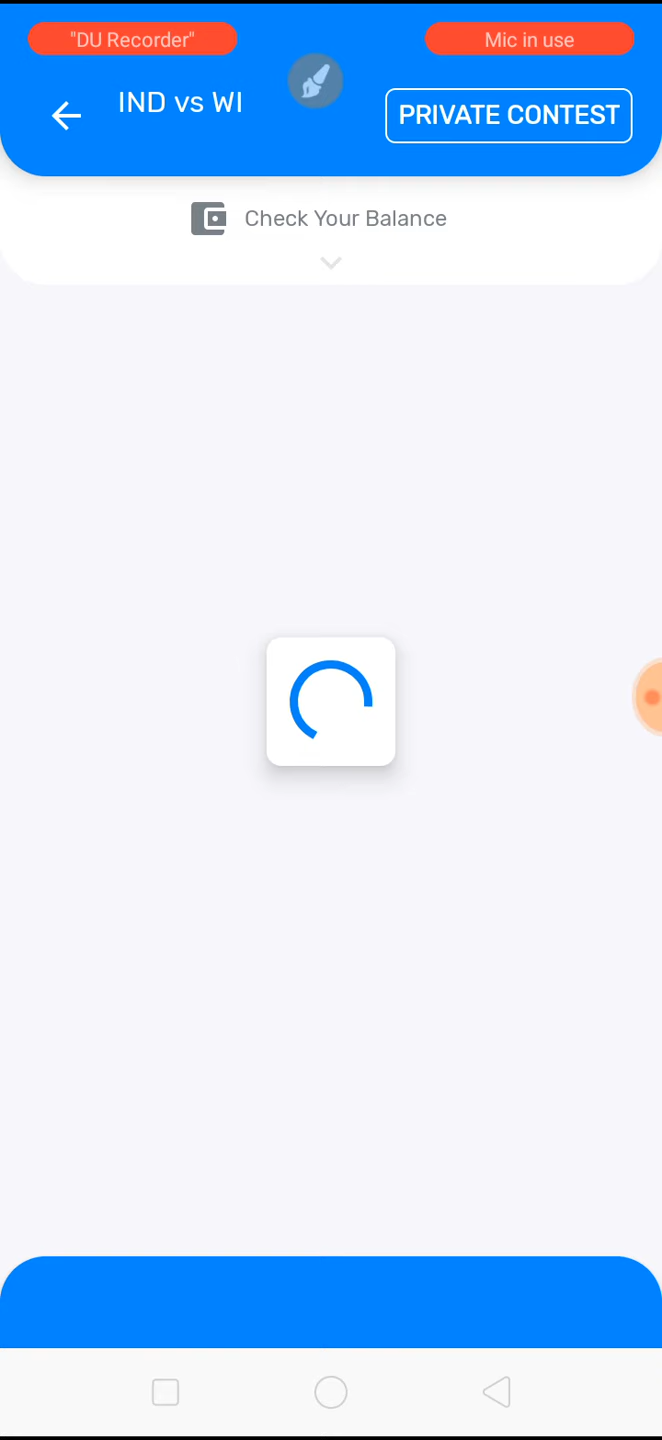 "DU Recorder"
Mic in use
IND vs WI
PRIVATE CONTEST
Check Your Balance